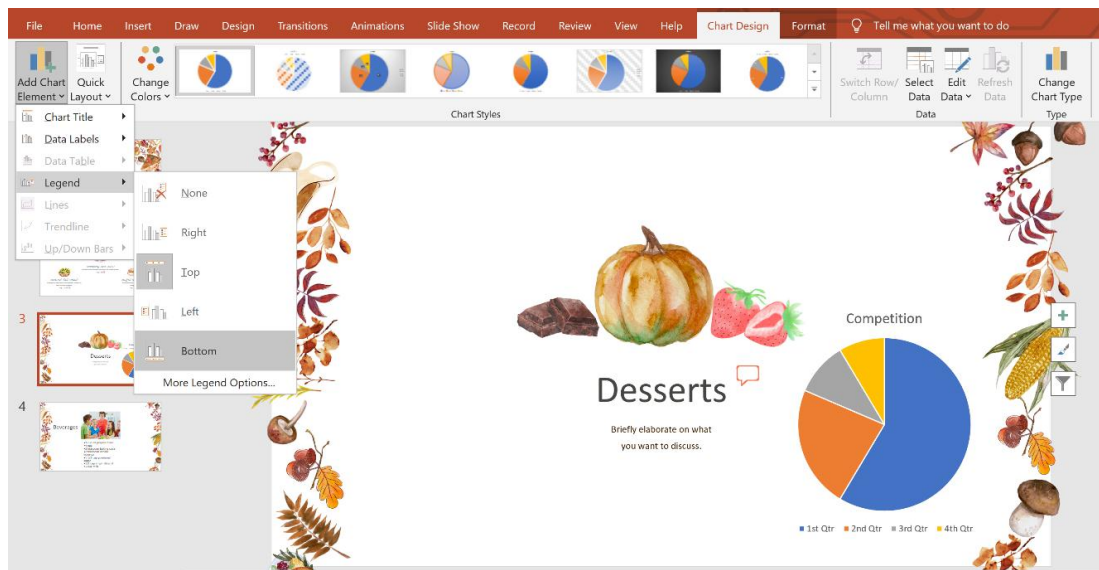 File Home Insert Draw Design Transitions Animations Slide Show Record Review View Help Chart Design Format Tell me what you want to do
Add Chart Element
Quick Layout
Change Colors
Chart Styles
Switch Row/ Column
Select Data
Edit Data
Refresh Data
Data
Change Chart Type
Type
Chart Title
Data Labels
Data Table
Legend
Lines
Trendline
Up/Down Bars
None
Right
Top
Left
Bottom
More Legend Options...
3
Desserts
4
Beverages
Desserts
Briefly elaborate on what
you want to discuss.
Competition
1st Qtr 2nd Qtr 3rd Qtr 4th Qtr